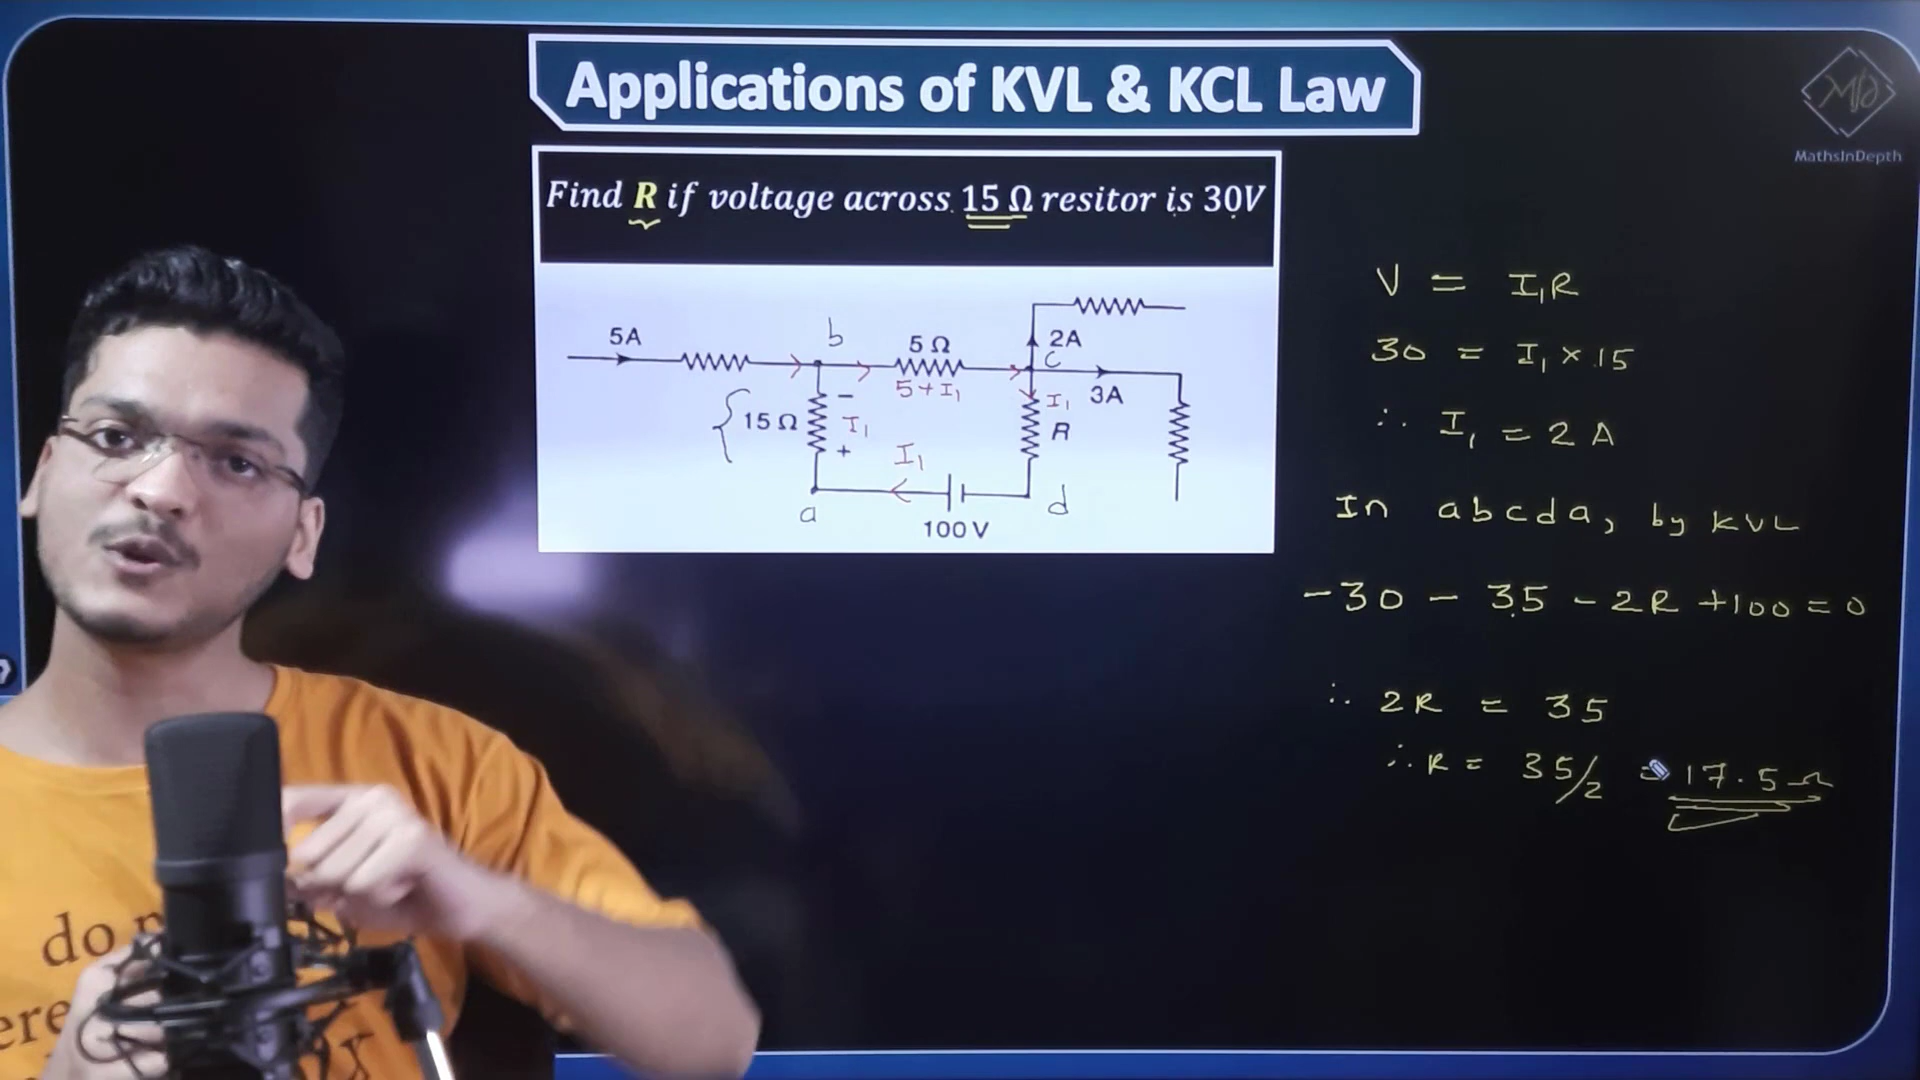 Applications of KVL & KCL Law
MathsInDepth
Find R if voltage across 15 Ω resitor is 30V
5A
b
5 Ω
5 + I₁
2A
C
3A
15 Ω
-
I₁
+
I₁
R
I₁
a
100 V
d
V = I₁R
30 = I₁ × 15
∴ I₁ = 2 A
In abcda, by KVL
-30 - 35 - 2R +100 = 0
∴ 2R = 35
∴ R = 35/2 = 17.5 Ω
do n
ere